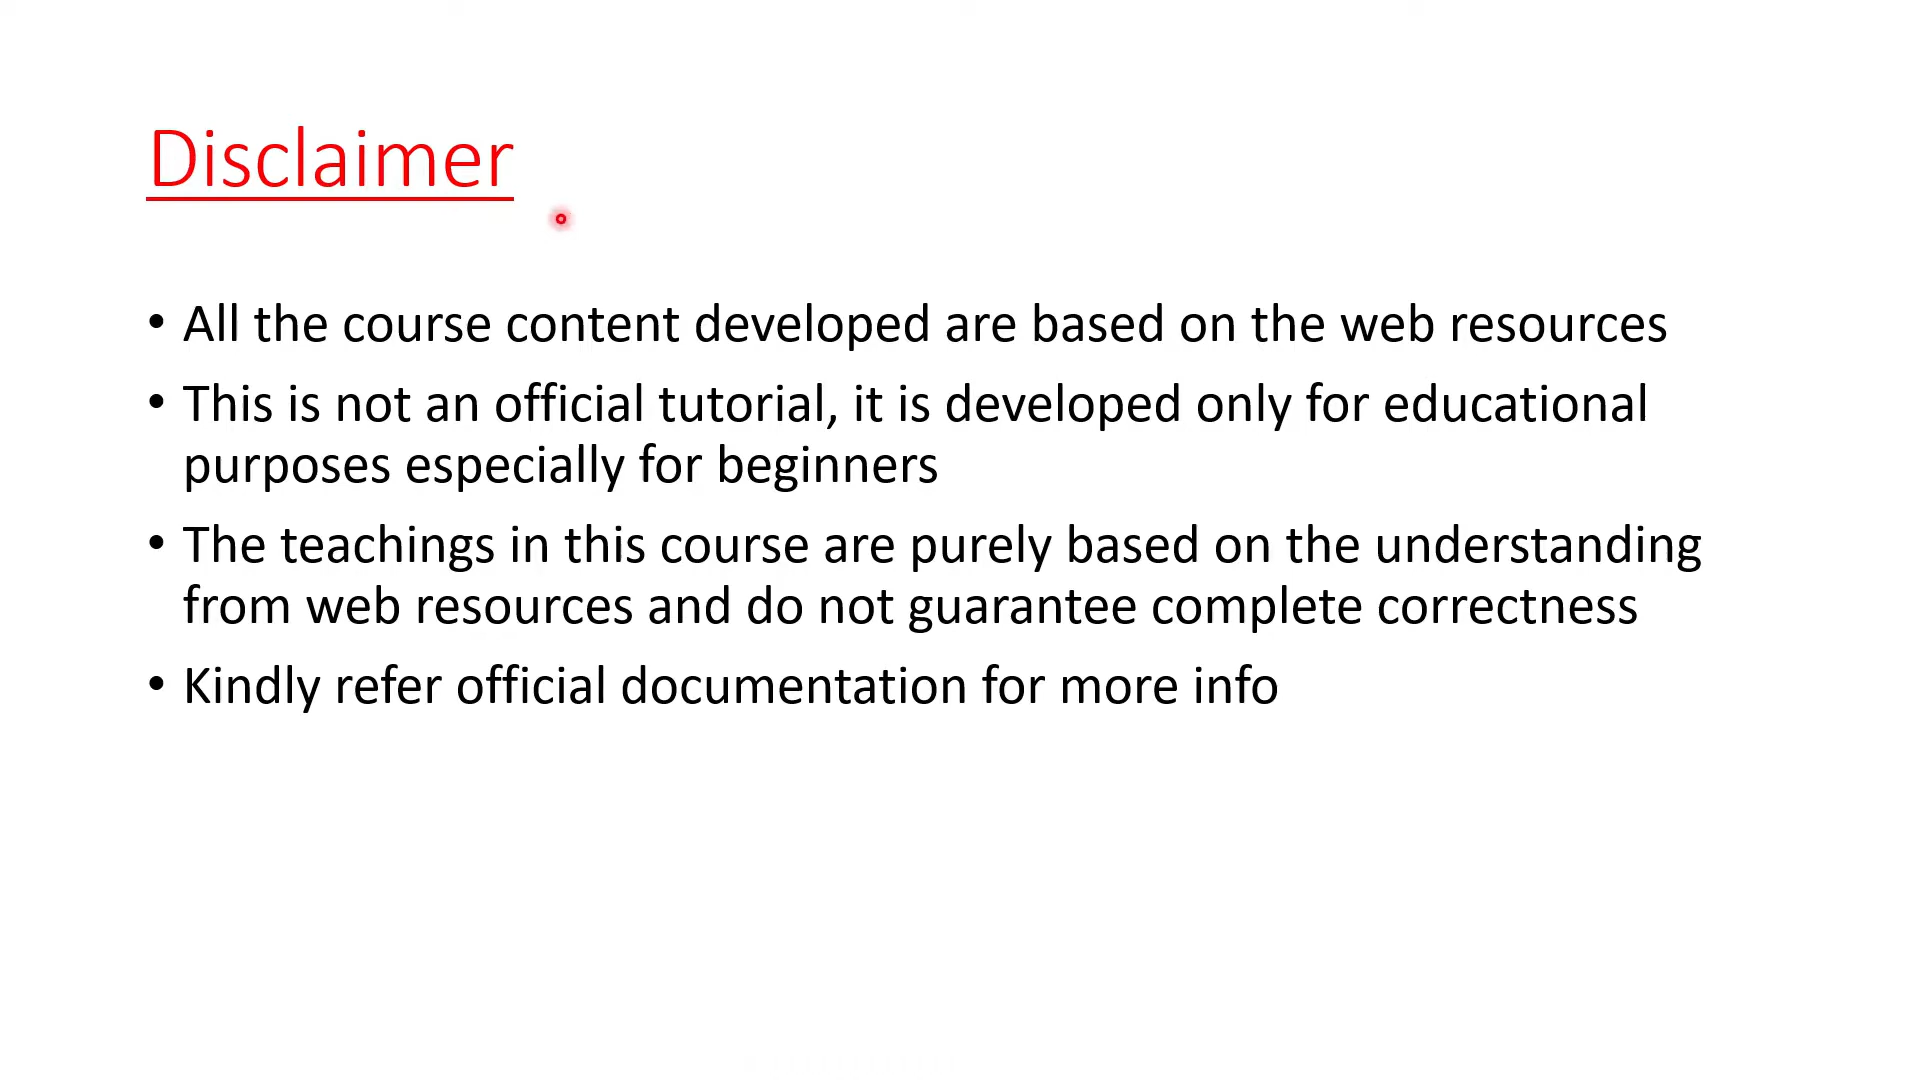 Disclaimer
• All the course content developed are based on the web resources
• This is not an official tutorial, it is developed only for educational
purposes especially for beginners
• The teachings in this course are purely based on the understanding
from web resources and do not guarantee complete correctness
• Kindly refer official documentation for more info